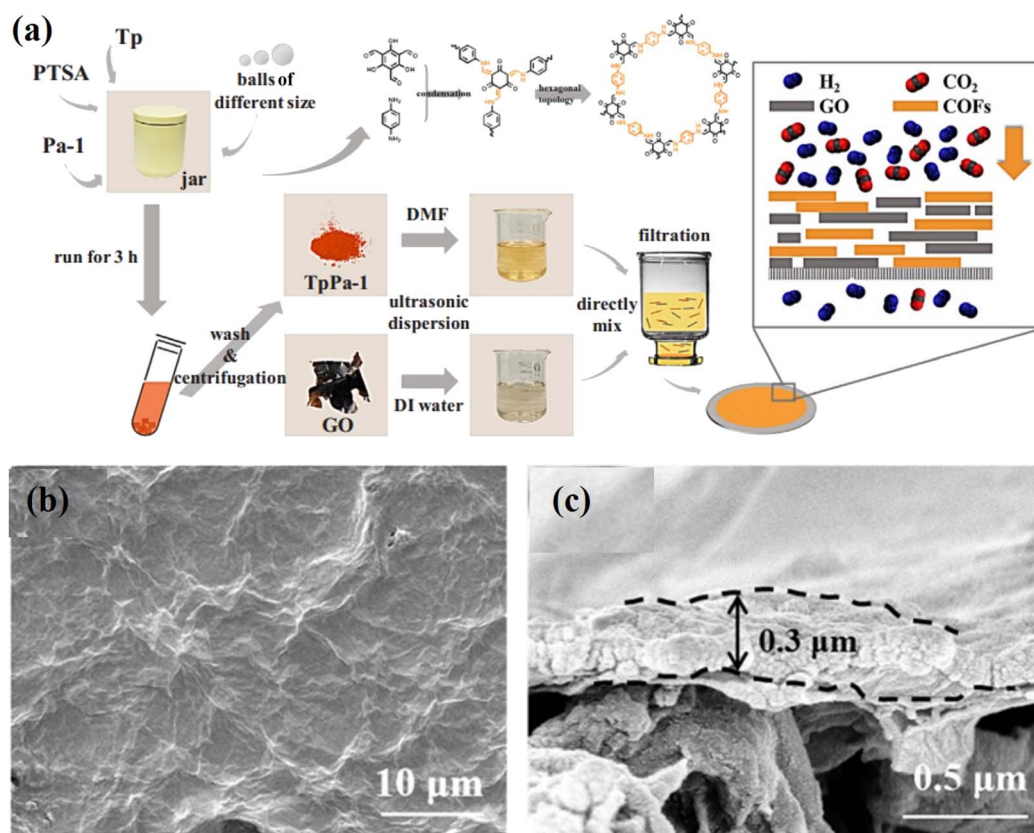 (a)
Tp
PTSA
Pa-1
balls of
different size
jar
condensation
hexagonal
topology
H₂
CO₂
GO
COFs
run for 3 h
wash
&
centrifugation
TpPa-1
DMF
ultrasonic
dispersion
GO
DI water
directly
mix
filtration
(b)
10 μm
(c)
0.3 μm
0.5 μm